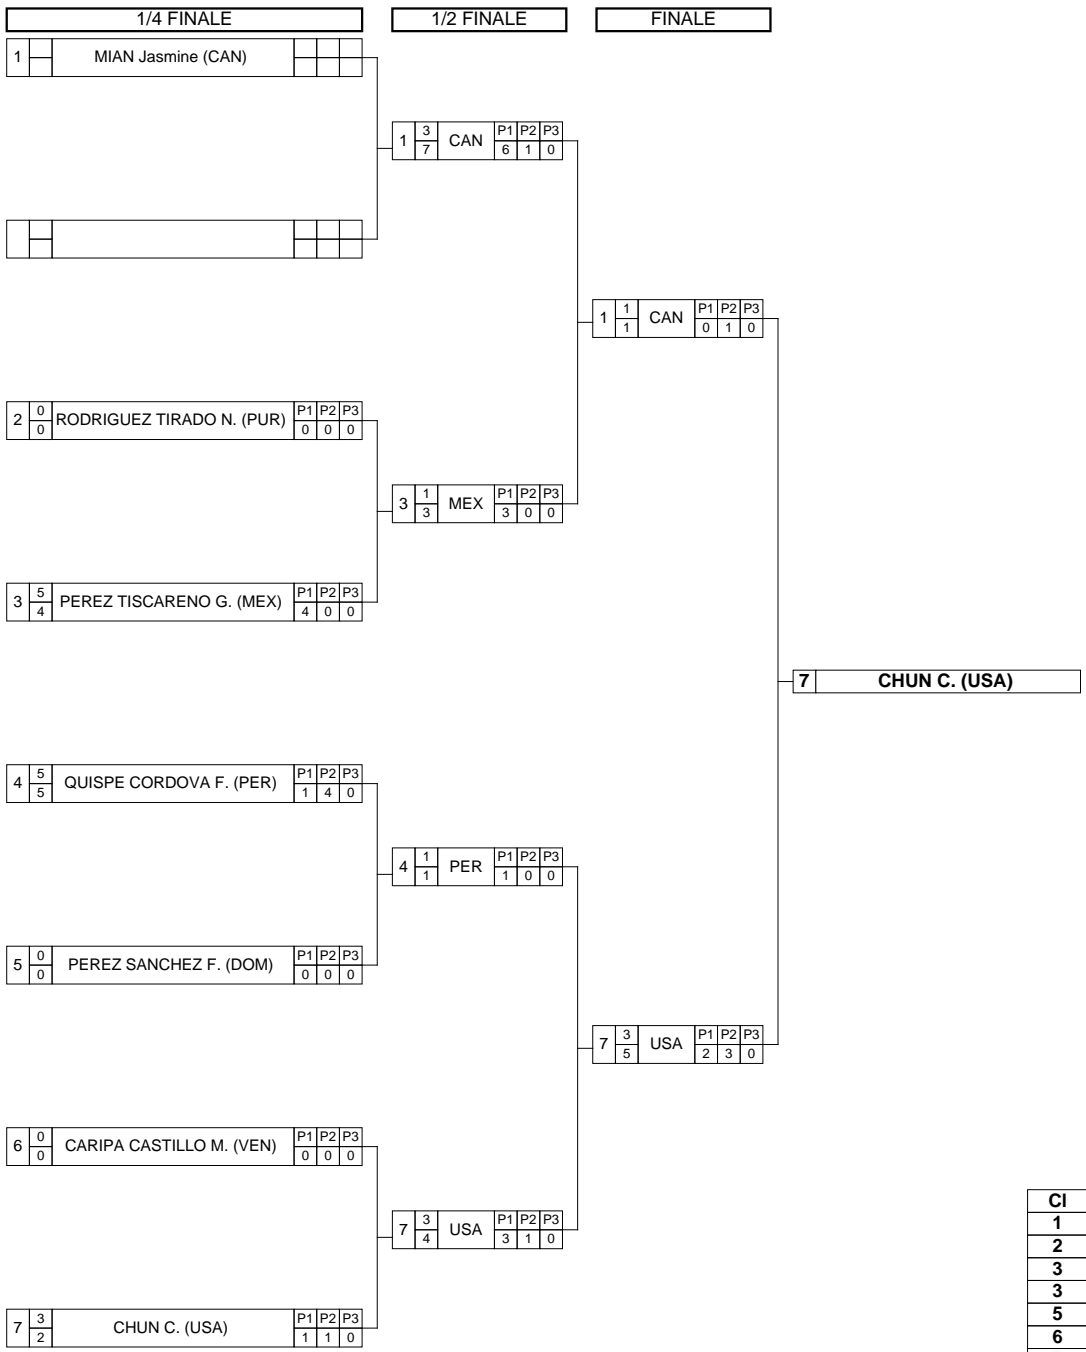 1/4 FINALE 1/2 FINALE FINALE
1 MIAN Jasmine (CAN)
1 3 7 CAN P1 P2 P3 6 1 0
1 1 1 CAN P1 P2 P3 0 1 0
2 0 0 RODRIGUEZ TIRADO N. (PUR) P1 P2 P3 0 0 0
3 1 3 MEX P1 P2 P3 3 0 0
3 5 4 PEREZ TISCARENO G. (MEX) P1 P2 P3 4 0 0
7 CHUN C. (USA)
4 5 5 QUISPE CORDOVA F. (PER) P1 P2 P3 1 4 0
4 1 1 PER P1 P2 P3 1 0 0
5 0 0 PEREZ SANCHEZ F. (DOM) P1 P2 P3 0 0 0
7 3 5 USA P1 P2 P3 2 3 0
6 0 0 CARIPA CASTILLO M. (VEN) P1 P2 P3 0 0 0
7 3 4 USA P1 P2 P3 3 1 0
7 3 2 CHUN C. (USA) P1 P2 P3 1 1 0
Cl
1
2
3
3
5
6